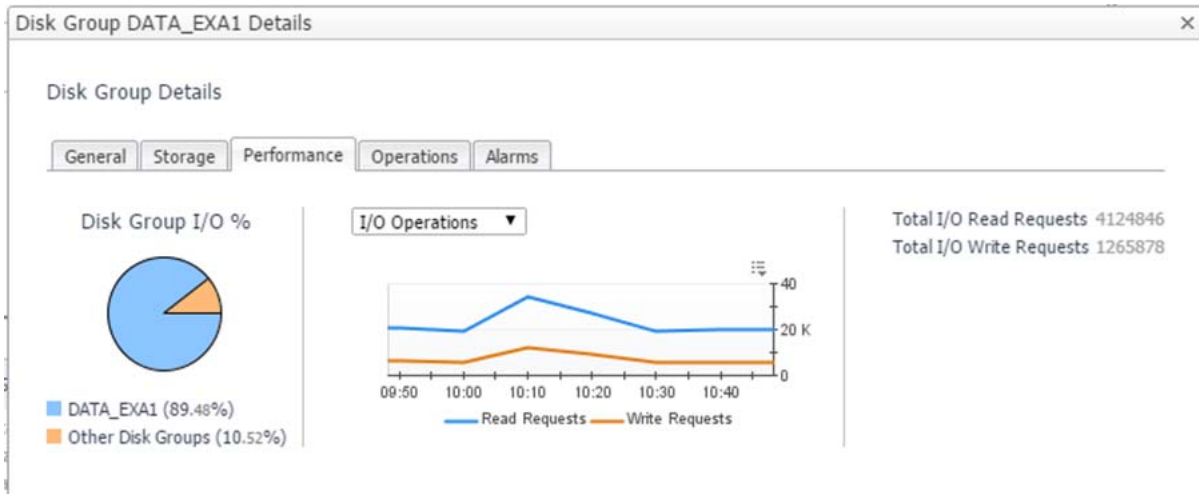 Disk Group DATA_EXA1 Details
Disk Group Details
General Storage Performance Operations Alarms
Disk Group I/O %
DATA_EXA1 (89.48%)
Other Disk Groups (10.52%)
I/O Operations
40
20 K
0
09:50 10:00 10:10 10:20 10:30 10:40
Read Requests Write Requests
Total I/O Read Requests 4124846
Total I/O Write Requests 1265878